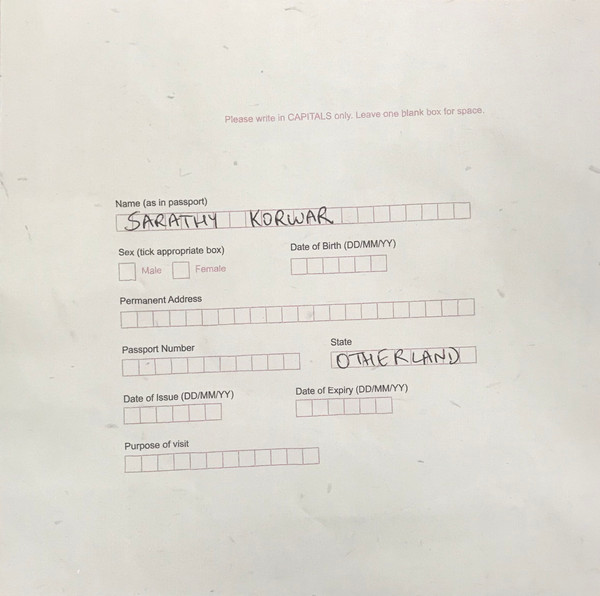 Please write in CAPITALS only. Leave one blank box for space.
Name (as in passport)
SARATHY KORWAR
Sex (tick appropriate box)
Date of Birth (DD/MM/YY)
Male
Female
Permanent Address
Passport Number
State
OTHERLAND
Date of Issue (DD/MM/YY)
Date of Expiry (DD/MM/YY)
Purpose of visit